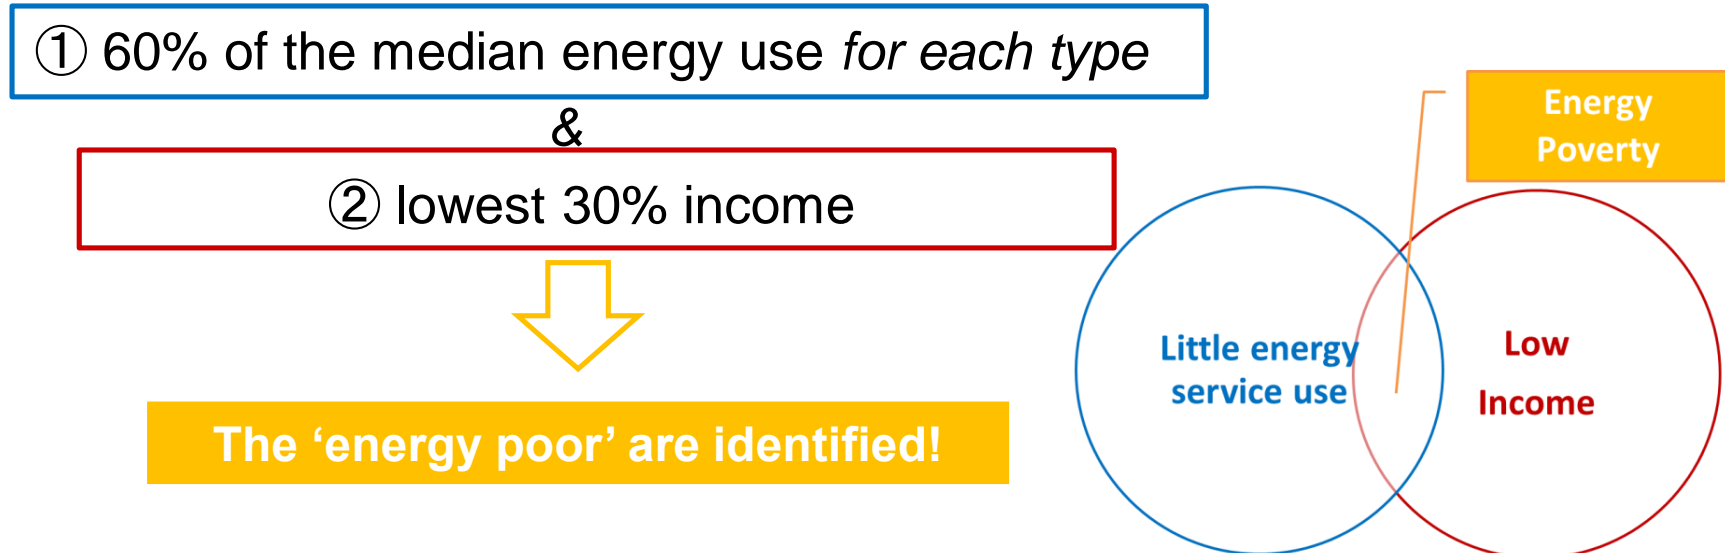 ① 60% of the median energy use for each type
&
② lowest 30% income
The ‘energy poor’ are identified!
Energy
Poverty
Little energy
service use
Low
Income